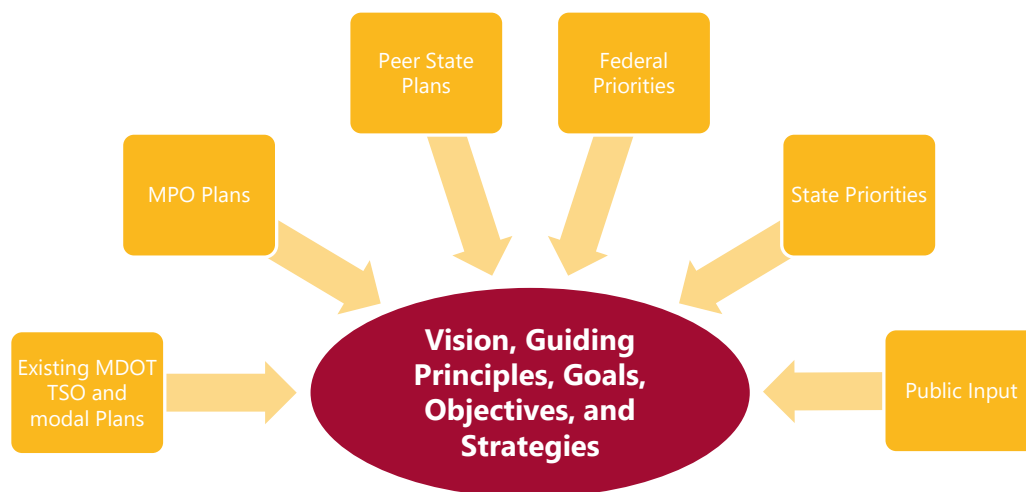 Peer State
Plans
Federal
Priorities
MPO Plans
State Priorities
Existing MDOT
TSO and
modal Plans
Vision, Guiding
Principles, Goals,
Objectives, and
Strategies
Public Input